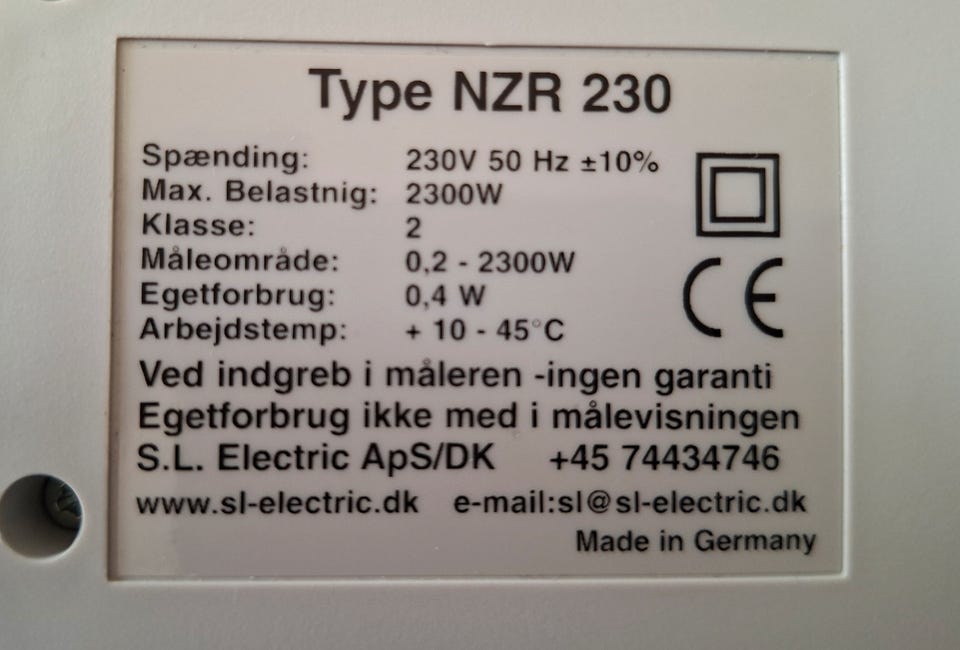 Type NZR 230
Spænding: 230V 50 Hz ±10%
Max. Belastnig: 2300W
Klasse: 2
Måleområde: 0,2 - 2300W
Egetforbrug: 0,4 W
Arbejdstemp: + 10 - 45°C
CE
Ved indgreb i måleren -ingen garanti
Egetforbrug ikke med i målevisningen
S.L. Electric ApS/DK +45 74434746
www.sl-electric.dk e-mail:sl@sl-electric.dk
Made in Germany